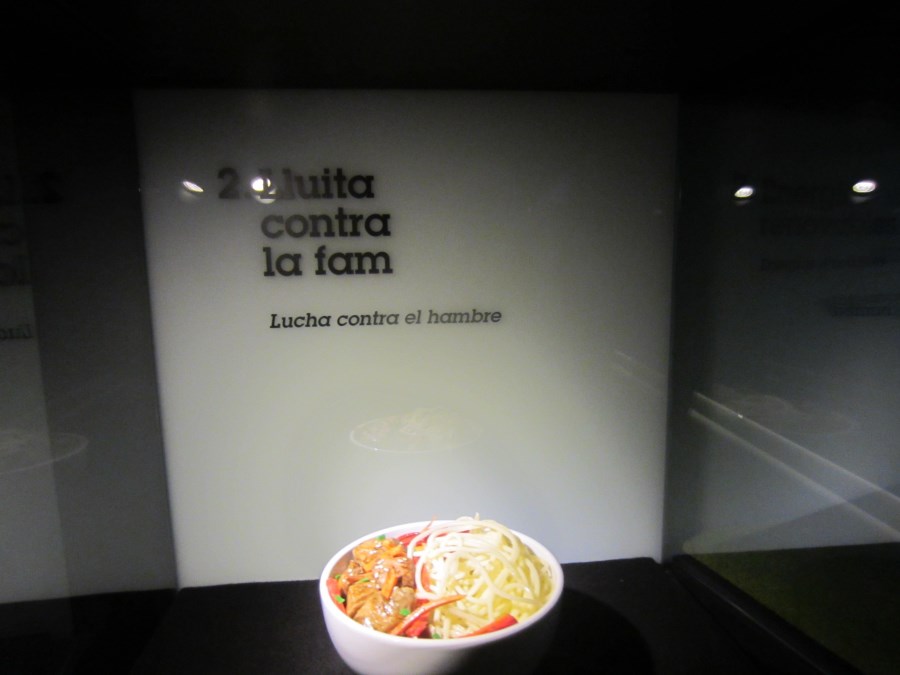 2. Lluita
contra
la fam
Lucha contra el hambre